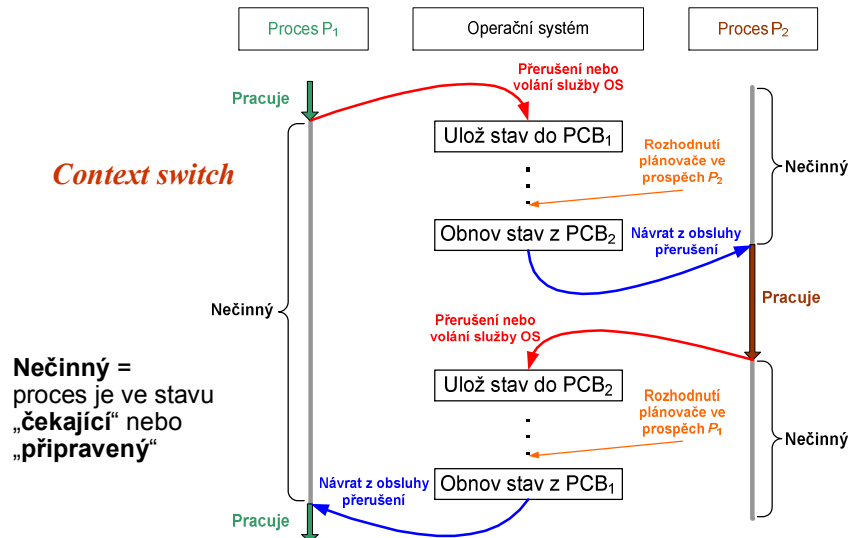 Proces P₁
Operační systém
Proces P₂
Přerušení nebo
volání služby OS
Pracuje
Ulož stav do PCB₁
Rozhodnutí
plánovače ve
prospěch P₂
Nečinný
Context switch
Obnov stav z PCB₂
Návrat z obsluhy
přerušení
Pracuje
Nečinný
Přerušení nebo
volání služby OS
Nečinný =
proces je ve stavu
„čekající“ nebo
„připravený“
Ulož stav do PCB₂
Rozhodnutí
plánovače ve
prospěch P₁
Nečinný
Obnov stav z PCB₁
Návrat z obsluhy
přerušení
Pracuje